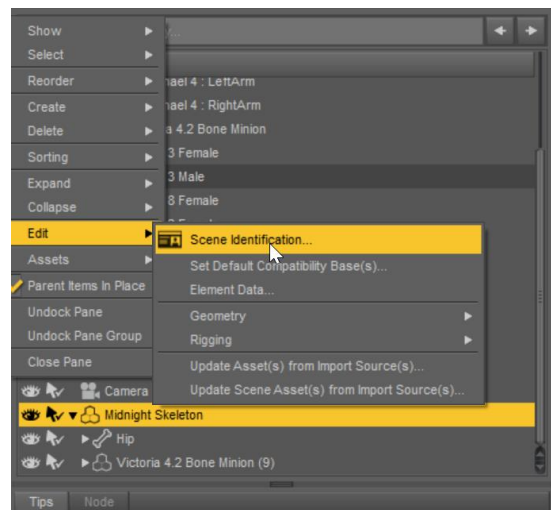 Show
Select
Reorder
nael 4 : LeftArm
Create
nael 4 : RightArm
Delete
a 4.2 Bone Minion
Sorting
3 Female
Expand
3 Male
Collapse
8 Female
Edit
Scene Identification...
Assets
Set Default Compatibility Base(s)...
Parent Items In Place
Element Data...
Undock Pane
Geometry
Undock Pane Group
Rigging
Close Pane
Update Asset(s) from Import Source(s)...
Camera
Update Scene Asset(s) from Import Source(s)...
Midnight Skeleton
Hip
Victoria 4.2 Bone Minion (9)
Tips Node